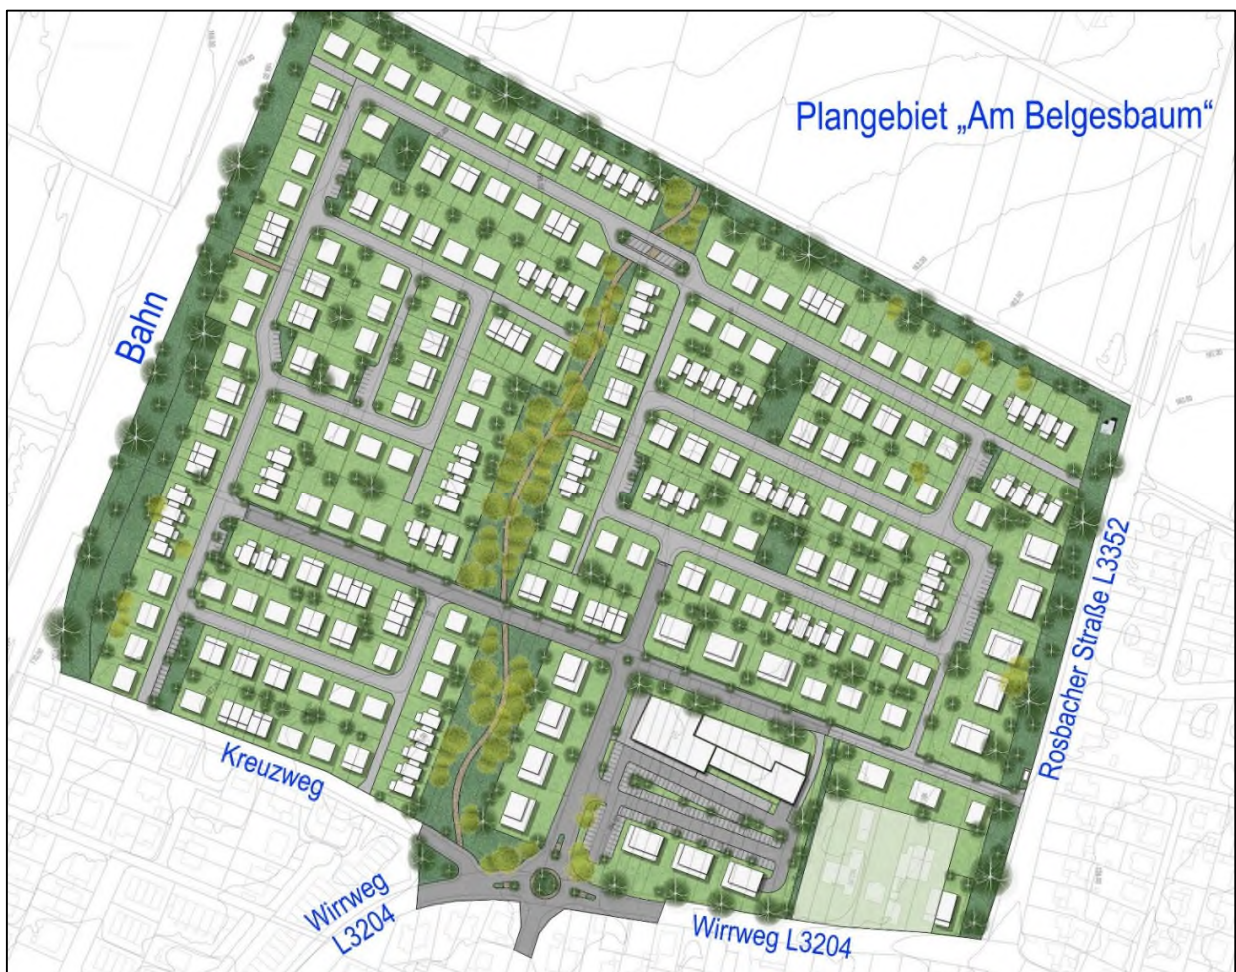 Plangebiet „Am Belgesbaum“
Bahn
Rosbacher Straße L3352
Kreuzweg
Wirrweg
L3204
Wirrweg L3204